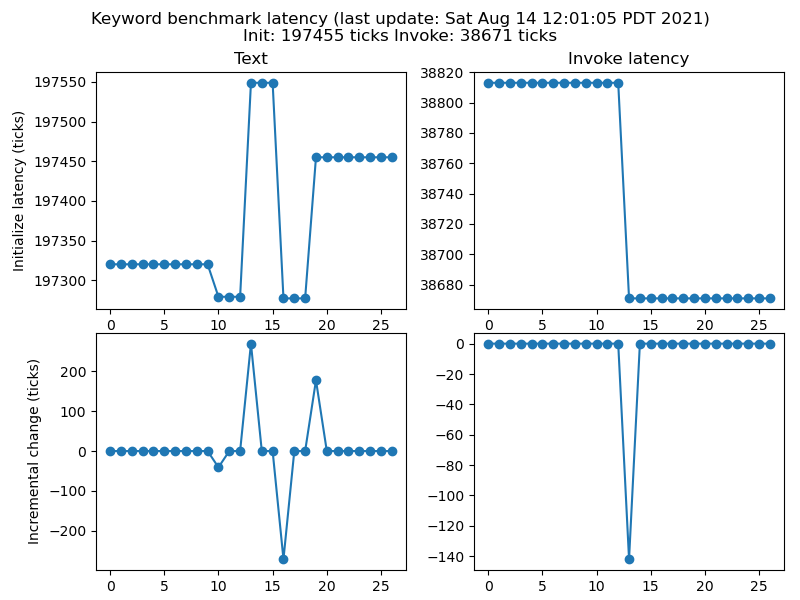 Keyword benchmark latency (last update: Sat Aug 14 12:01:05 PDT 2021)
Init: 197455 ticks Invoke: 38671 ticks
Text
Initialize latency (ticks)
197550
197500
197450
197400
197350
197300
0 5 10 15 20 25
Invoke latency
38820
38800
38780
38760
38740
38720
38700
38680
0 5 10 15 20 25
Incremental change (ticks)
200
100
0
−100
−200
0 5 10 15 20 25
0
−20
−40
−60
−80
−100
−120
−140
0 5 10 15 20 25